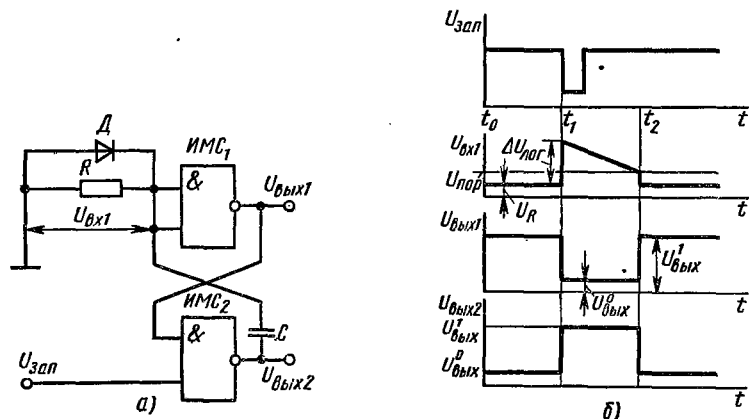 Д
R
ИМС₁
&
Uвых1
Uвх1
ИМС₂
&
C
Uзап
Uвых2
а)
Uзап
t₀
t₁
t₂
t
Uвх1
ΔUлог
Uпор
UR
t
Uвых1
U¹вых
U⁰вых
t
Uвых2
U¹вых
U⁰вых
t
б)